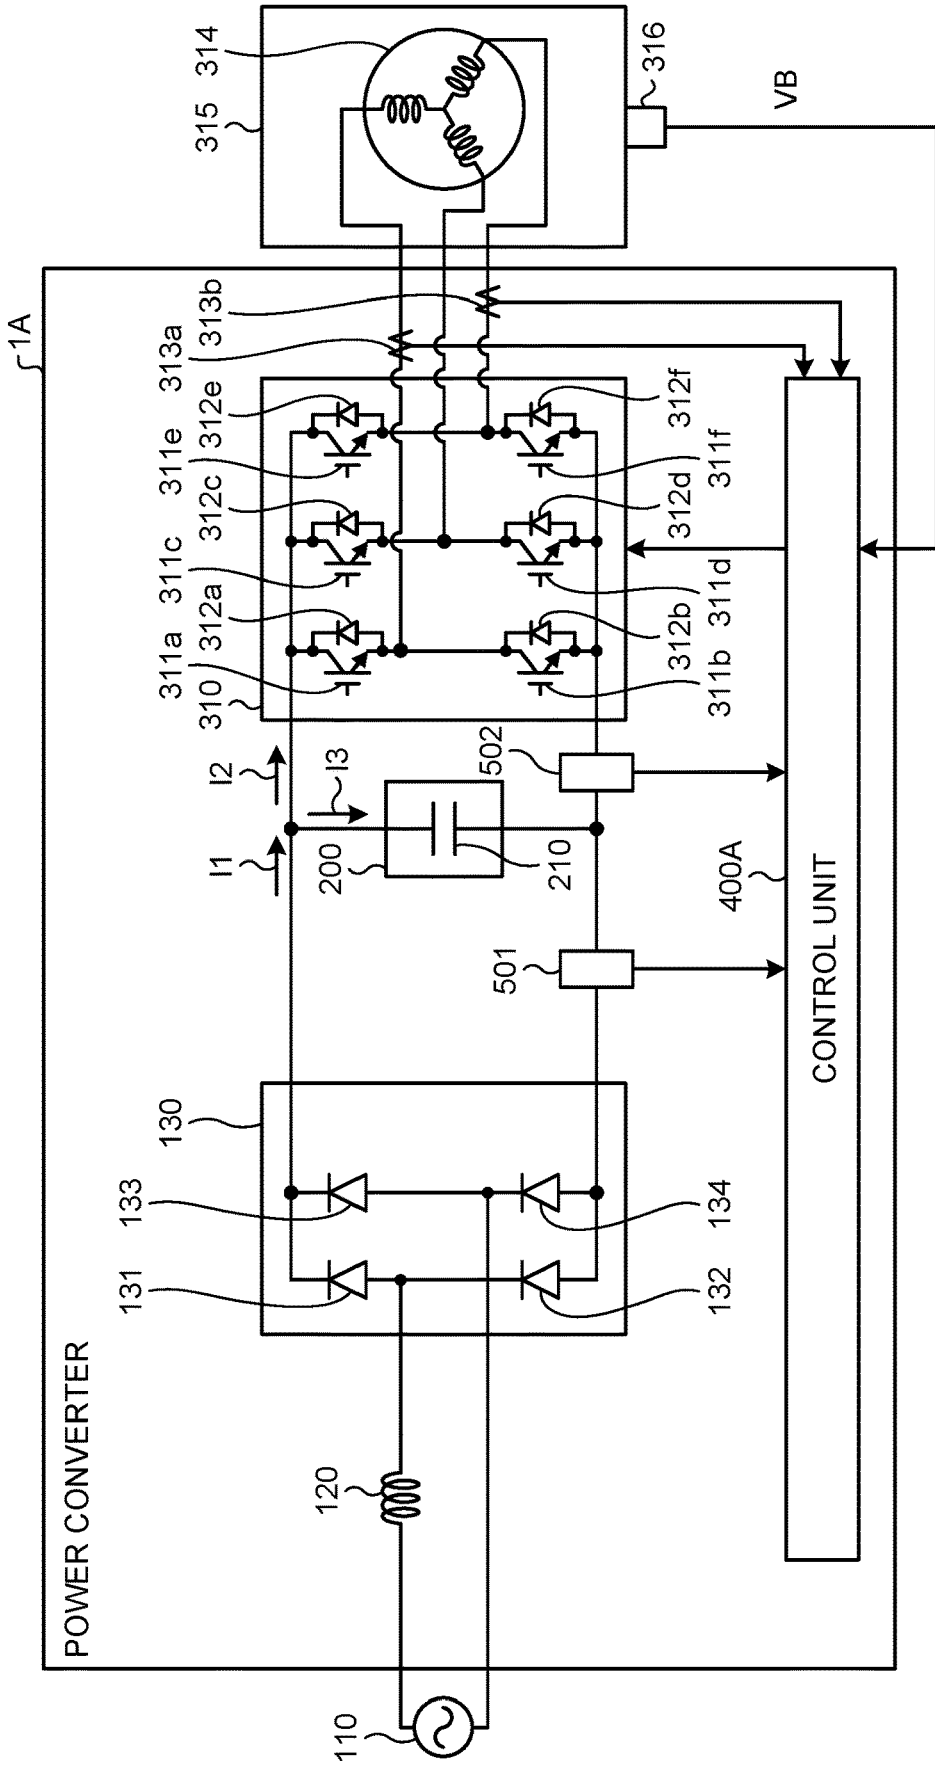 POWER CONVERTER
1A
110
120
130
131
133
132
134
I1
I2
I3
200
210
501
502
310
311a
312a
311c
312c
311e
312e
313a
313b
311b
312b
311d
312d
311f
312f
315
314
316
VB
400A
CONTROL UNIT